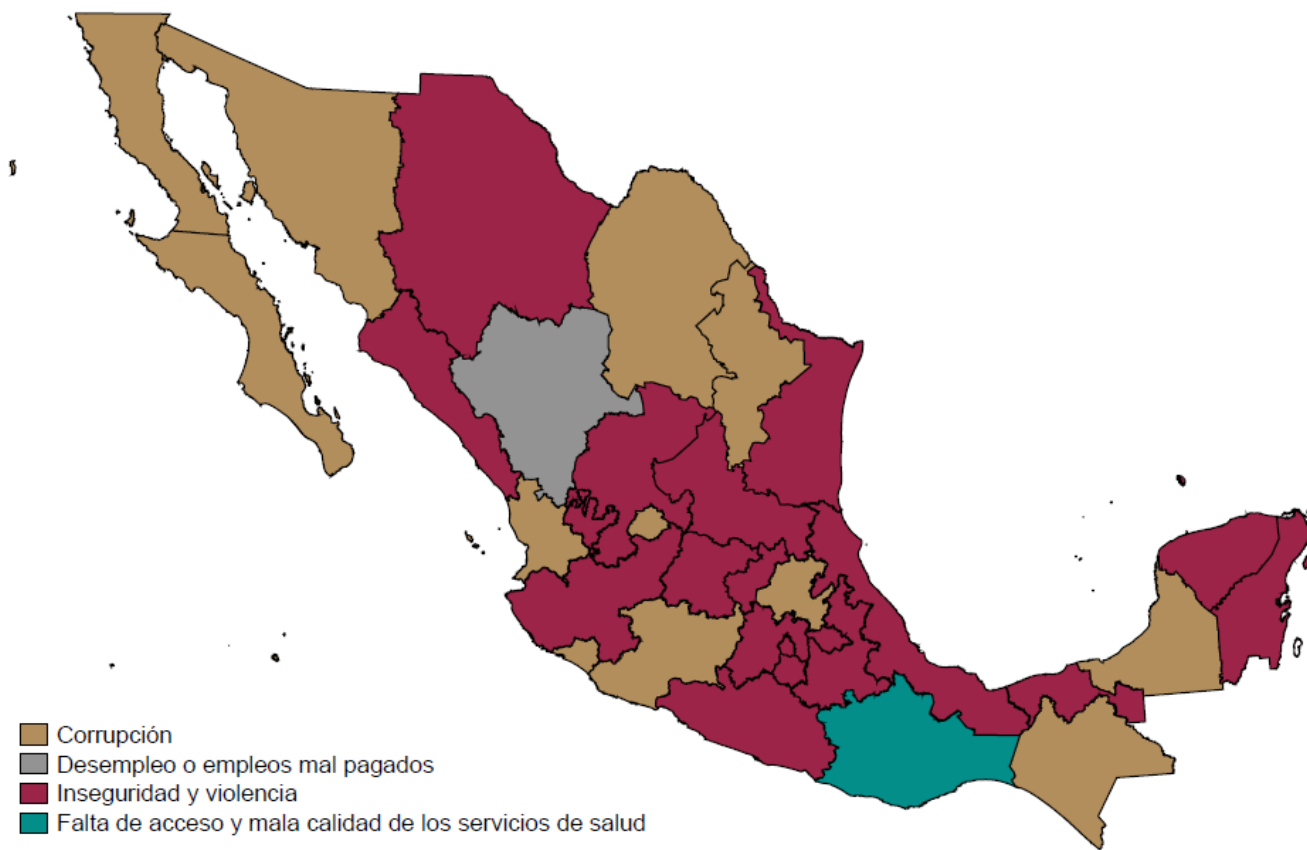 Corrupción
Desempleo o empleos mal pagados
Inseguridad y violencia
Falta de acceso y mala calidad de los servicios de salud